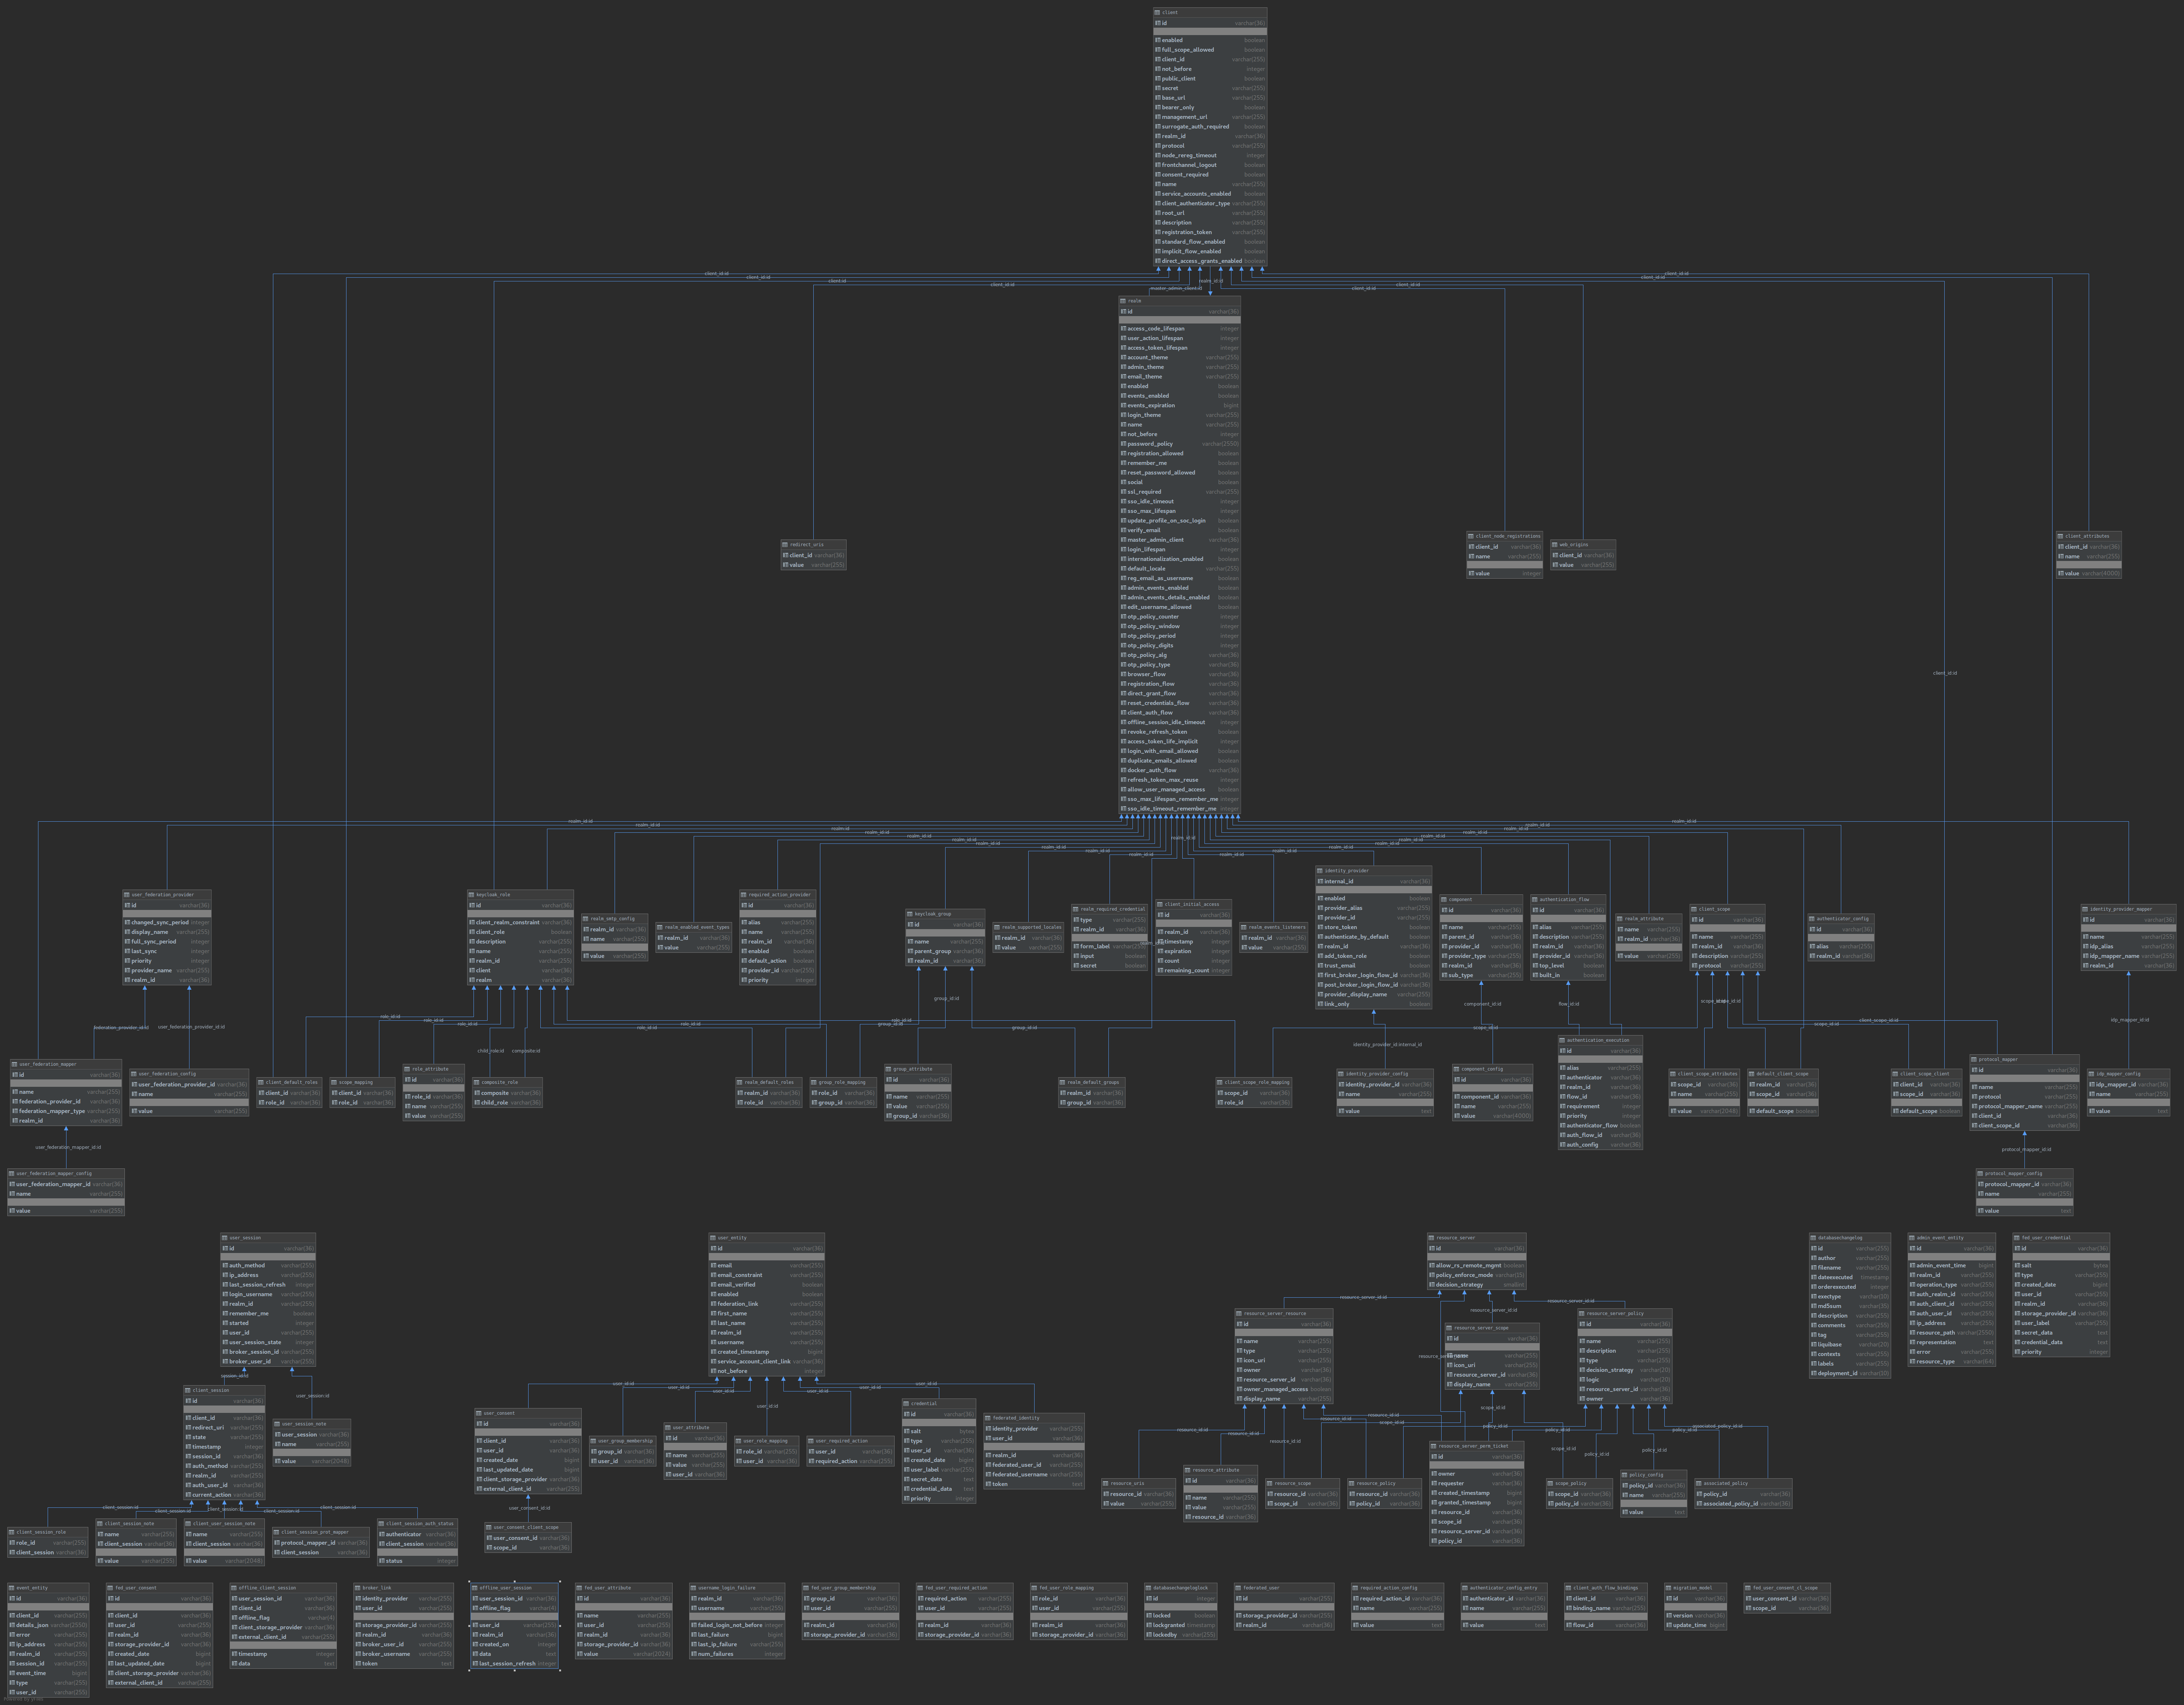 client
id varchar(36)
enabled boolean
full_scope_allowed boolean
client_id varchar(255)
not_before integer
public_client boolean
secret varchar(255)
base_url varchar(255)
bearer_only boolean
management_url varchar(255)
surrogate_auth_required boolean
realm_id varchar(36)
protocol varchar(255)
node_rereg_timeout integer
frontchannel_logout boolean
consent_required boolean
name varchar(255)
service_accounts_enabled boolean
client_authenticator_type varchar(255)
root_url varchar(255)
description varchar(255)
registration_token varchar(255)
standard_flow_enabled boolean
implicit_flow_enabled boolean
direct_access_grants_enabled boolean
realm
id varchar(36)
access_code_lifespan integer
user_action_lifespan integer
access_token_lifespan integer
account_theme varchar(255)
admin_theme varchar(255)
email_theme varchar(255)
enabled boolean
events_enabled boolean
events_expiration bigint
login_theme varchar(255)
name varchar(255)
not_before integer
password_policy varchar(2550)
registration_allowed boolean
remember_me boolean
reset_password_allowed boolean
social boolean
ssl_required varchar(255)
sso_idle_timeout integer
sso_max_lifespan integer
update_profile_on_soc_login boolean
verify_email boolean
master_admin_client varchar(36)
login_lifespan integer
internationalization_enabled boolean
default_locale varchar(255)
reg_email_as_username boolean
admin_events_enabled boolean
admin_events_details_enabled boolean
edit_username_allowed boolean
otp_policy_counter integer
otp_policy_window integer
otp_policy_period integer
otp_policy_digits integer
otp_policy_alg varchar(36)
otp_policy_type varchar(36)
browser_flow varchar(36)
registration_flow varchar(36)
direct_grant_flow varchar(36)
reset_credentials_flow varchar(36)
client_auth_flow varchar(36)
offline_session_idle_timeout integer
revoke_refresh_token boolean
access_token_life_implicit integer
login_with_email_allowed boolean
duplicate_emails_allowed boolean
docker_auth_flow varchar(36)
refresh_token_max_reuse integer
allow_user_managed_access boolean
sso_max_lifespan_remember_me integer
sso_idle_timeout_remember_me integer
redirect_uris
client_id varchar(36)
value varchar(255)
client_node_registrations
client_id varchar(36)
name varchar(255)
value integer
web_origins
client_id varchar(36)
value varchar(255)
client_attributes
client_id varchar(36)
name varchar(255)
value varchar(4000)
user_federation_provider
id varchar(36)
changed_sync_period integer
display_name varchar(255)
full_sync_period integer
last_sync integer
priority integer
provider_name varchar(255)
realm_id varchar(36)
keycloak_role
id varchar(36)
client_realm_constraint varchar(36)
client_role boolean
description varchar(255)
name varchar(255)
realm_id varchar(255)
client varchar(36)
realm varchar(36)
realm_smtp_config
realm_id varchar(36)
name varchar(255)
value varchar(255)
realm_enabled_event_types
realm_id varchar(36)
value varchar(255)
required_action_provider
id varchar(36)
alias varchar(255)
name varchar(255)
realm_id varchar(36)
enabled boolean
default_action boolean
provider_id varchar(255)
priority integer
keycloak_group
id varchar(36)
name varchar(255)
parent_group varchar(36)
realm_id varchar(36)
realm_supported_locales
realm_id varchar(36)
value varchar(255)
realm_required_credential
type varchar(255)
realm_id varchar(36)
form_label varchar(255)
input boolean
secret boolean
client_initial_access
id varchar(36)
realm_id varchar(36)
timestamp integer
expiration integer
count integer
remaining_count integer
realm_events_listeners
realm_id varchar(36)
value varchar(255)
identity_provider
internal_id varchar(36)
enabled boolean
provider_alias varchar(255)
provider_id varchar(255)
store_token boolean
authenticate_by_default boolean
realm_id varchar(36)
add_token_role boolean
trust_email boolean
first_broker_login_flow_id varchar(36)
post_broker_login_flow_id varchar(36)
provider_display_name varchar(255)
link_only boolean
component
id varchar(36)
name varchar(255)
parent_id varchar(36)
provider_id varchar(36)
provider_type varchar(255)
realm_id varchar(36)
sub_type varchar(255)
authentication_flow
id varchar(36)
alias varchar(255)
description varchar(255)
realm_id varchar(36)
provider_id varchar(36)
top_level boolean
built_in boolean
realm_attribute
name varchar(255)
realm_id varchar(36)
value varchar(255)
client_scope
id varchar(36)
name varchar(255)
realm_id varchar(36)
description varchar(255)
protocol varchar(255)
authenticator_config
id varchar(36)
alias varchar(255)
realm_id varchar(36)
identity_provider_mapper
id varchar(36)
name varchar(255)
idp_alias varchar(255)
idp_mapper_name varchar(255)
realm_id varchar(36)
user_federation_mapper
id varchar(36)
name varchar(255)
federation_provider_id varchar(36)
federation_mapper_type varchar(255)
realm_id varchar(36)
user_federation_config
user_federation_provider_id varchar(36)
name varchar(255)
value varchar(255)
client_default_roles
client_id varchar(36)
role_id varchar(36)
scope_mapping
client_id varchar(36)
role_id varchar(36)
role_attribute
id varchar(36)
role_id varchar(36)
name varchar(255)
value varchar(255)
composite_role
composite varchar(36)
child_role varchar(36)
realm_default_roles
realm_id varchar(36)
role_id varchar(36)
group_role_mapping
role_id varchar(36)
group_id varchar(36)
group_attribute
id varchar(36)
name varchar(255)
value varchar(255)
group_id varchar(36)
realm_default_groups
realm_id varchar(36)
group_id varchar(36)
client_scope_role_mapping
scope_id varchar(36)
role_id varchar(36)
identity_provider_config
identity_provider_id varchar(36)
name varchar(255)
value text
component_config
id varchar(36)
component_id varchar(36)
name varchar(255)
value varchar(4000)
authentication_execution
id varchar(36)
alias varchar(255)
authenticator varchar(36)
realm_id varchar(36)
flow_id varchar(36)
requirement integer
priority integer
authenticator_flow boolean
auth_flow_id varchar(36)
auth_config varchar(36)
client_scope_attributes
scope_id varchar(36)
name varchar(255)
value varchar(2048)
default_client_scope
realm_id varchar(36)
scope_id varchar(36)
default_scope boolean
client_scope_client
client_id varchar(36)
scope_id varchar(36)
default_scope boolean
protocol_mapper
id varchar(36)
name varchar(255)
protocol varchar(255)
protocol_mapper_name varchar(255)
client_id varchar(36)
client_scope_id varchar(36)
idp_mapper_config
idp_mapper_id varchar(36)
name varchar(255)
value text
user_federation_mapper_config
user_federation_mapper_id varchar(36)
name varchar(255)
value varchar(255)
protocol_mapper_config
protocol_mapper_id varchar(36)
name varchar(255)
value text
user_session
id varchar(36)
auth_method varchar(255)
ip_address varchar(255)
last_session_refresh integer
login_username varchar(255)
realm_id varchar(255)
remember_me boolean
started integer
user_id varchar(255)
user_session_state integer
broker_session_id varchar(255)
broker_user_id varchar(255)
user_entity
id varchar(36)
email varchar(255)
email_constraint varchar(255)
email_verified boolean
enabled boolean
federation_link varchar(255)
first_name varchar(255)
last_name varchar(255)
realm_id varchar(255)
username varchar(255)
created_timestamp bigint
service_account_client_link varchar(36)
not_before integer
resource_server
id varchar(36)
allow_rs_remote_mgmt boolean
policy_enforce_mode varchar(15)
decision_strategy smallint
databasechangelog
id varchar(255)
author varchar(255)
filename varchar(255)
dateexecuted timestamp
orderexecuted integer
exectype varchar(10)
md5sum varchar(35)
description varchar(255)
comments varchar(255)
tag varchar(255)
liquibase varchar(20)
contexts varchar(255)
labels varchar(255)
deployment_id varchar(10)
admin_event_entity
id varchar(36)
admin_event_time bigint
realm_id varchar(255)
operation_type varchar(255)
auth_realm_id varchar(255)
auth_client_id varchar(255)
auth_user_id varchar(255)
ip_address varchar(255)
resource_path varchar(2550)
representation text
error varchar(255)
resource_type varchar(64)
fed_user_credential
id varchar(36)
salt bytea
type varchar(255)
created_date bigint
user_id varchar(255)
realm_id varchar(36)
storage_provider_id varchar(36)
user_label varchar(255)
secret_data text
credential_data text
priority integer
resource_server_resource
id varchar(36)
name varchar(255)
type varchar(255)
icon_uri varchar(255)
owner varchar(36)
resource_server_id varchar(36)
owner_managed_access boolean
display_name varchar(255)
resource_server_scope
id varchar(36)
name varchar(255)
icon_uri varchar(255)
resource_server_id varchar(36)
display_name varchar(255)
resource_server_policy
id varchar(36)
name varchar(255)
description varchar(255)
type varchar(255)
decision_strategy varchar(20)
logic varchar(20)
resource_server_id varchar(36)
owner varchar(36)
client_session
id varchar(36)
client_id varchar(36)
redirect_uri varchar(255)
state varchar(255)
timestamp integer
session_id varchar(36)
auth_method varchar(255)
realm_id varchar(255)
auth_user_id varchar(36)
current_action varchar(36)
user_session_note
user_session varchar(36)
name varchar(255)
value varchar(2048)
user_consent
id varchar(36)
client_id varchar(36)
user_id varchar(36)
created_date bigint
last_updated_date bigint
client_storage_provider varchar(36)
external_client_id varchar(255)
user_group_membership
group_id varchar(36)
user_id varchar(36)
user_attribute
id varchar(36)
name varchar(255)
value varchar(255)
user_id varchar(36)
user_role_mapping
role_id varchar(255)
user_id varchar(36)
user_required_action
user_id varchar(36)
required_action varchar(255)
credential
id varchar(36)
salt bytea
type varchar(255)
user_id varchar(36)
created_date bigint
user_label varchar(255)
secret_data text
credential_data text
priority integer
federated_identity
identity_provider varchar(255)
user_id varchar(36)
realm_id varchar(36)
federated_user_id varchar(255)
federated_username varchar(255)
token text
resource_uris
resource_id varchar(36)
value varchar(255)
resource_attribute
id varchar(36)
name varchar(255)
value varchar(255)
resource_id varchar(36)
resource_scope
resource_id varchar(36)
scope_id varchar(36)
resource_policy
resource_id varchar(36)
policy_id varchar(36)
resource_server_perm_ticket
id varchar(36)
owner varchar(36)
requester varchar(36)
created_timestamp bigint
granted_timestamp bigint
resource_id varchar(36)
scope_id varchar(36)
resource_server_id varchar(36)
policy_id varchar(36)
scope_policy
scope_id varchar(36)
policy_id varchar(36)
policy_config
policy_id varchar(36)
name varchar(255)
value text
associated_policy
policy_id varchar(36)
associated_policy_id varchar(36)
client_session_role
role_id varchar(255)
client_session varchar(36)
client_session_note
name varchar(255)
client_session varchar(36)
value varchar(255)
client_user_session_note
name varchar(255)
client_session varchar(36)
value varchar(2048)
client_session_prot_mapper
protocol_mapper_id varchar(36)
client_session varchar(36)
client_session_auth_status
authenticator varchar(36)
client_session varchar(36)
status integer
user_consent_client_scope
user_consent_id varchar(36)
scope_id varchar(36)
event_entity
id varchar(36)
client_id varchar(255)
details_json varchar(2550)
error varchar(255)
ip_address varchar(255)
realm_id varchar(255)
session_id varchar(255)
event_time bigint
type varchar(255)
user_id varchar(255)
fed_user_consent
id varchar(36)
client_id varchar(36)
user_id varchar(255)
realm_id varchar(36)
storage_provider_id varchar(36)
created_date bigint
last_updated_date bigint
client_storage_provider varchar(36)
external_client_id varchar(255)
offline_client_session
user_session_id varchar(36)
client_id varchar(36)
offline_flag varchar(4)
client_storage_provider varchar(36)
external_client_id varchar(255)
timestamp integer
data text
broker_link
identity_provider varchar(255)
user_id varchar(255)
storage_provider_id varchar(255)
realm_id varchar(36)
broker_user_id varchar(255)
broker_username varchar(255)
token text
offline_user_session
user_session_id varchar(36)
offline_flag varchar(4)
user_id varchar(255)
realm_id varchar(36)
created_on integer
data text
last_session_refresh integer
fed_user_attribute
id varchar(36)
name varchar(255)
user_id varchar(255)
realm_id varchar(36)
storage_provider_id varchar(36)
value varchar(2024)
username_login_failure
realm_id varchar(36)
username varchar(255)
failed_login_not_before integer
last_failure bigint
last_ip_failure varchar(255)
num_failures integer
fed_user_group_membership
group_id varchar(36)
user_id varchar(255)
realm_id varchar(36)
storage_provider_id varchar(36)
fed_user_required_action
required_action varchar(255)
user_id varchar(255)
realm_id varchar(36)
storage_provider_id varchar(36)
fed_user_role_mapping
role_id varchar(36)
user_id varchar(255)
realm_id varchar(36)
storage_provider_id varchar(36)
databasechangeloglock
id integer
locked boolean
lockgranted timestamp
lockedby varchar(255)
federated_user
id varchar(255)
storage_provider_id varchar(255)
realm_id varchar(36)
required_action_config
required_action_id varchar(36)
name varchar(255)
value text
authenticator_config_entry
authenticator_id varchar(36)
name varchar(255)
value text
client_auth_flow_bindings
client_id varchar(36)
binding_name varchar(255)
flow_id varchar(36)
migration_model
id varchar(36)
version varchar(36)
update_time bigint
fed_user_consent_cl_scope
user_consent_id varchar(36)
scope_id varchar(36)